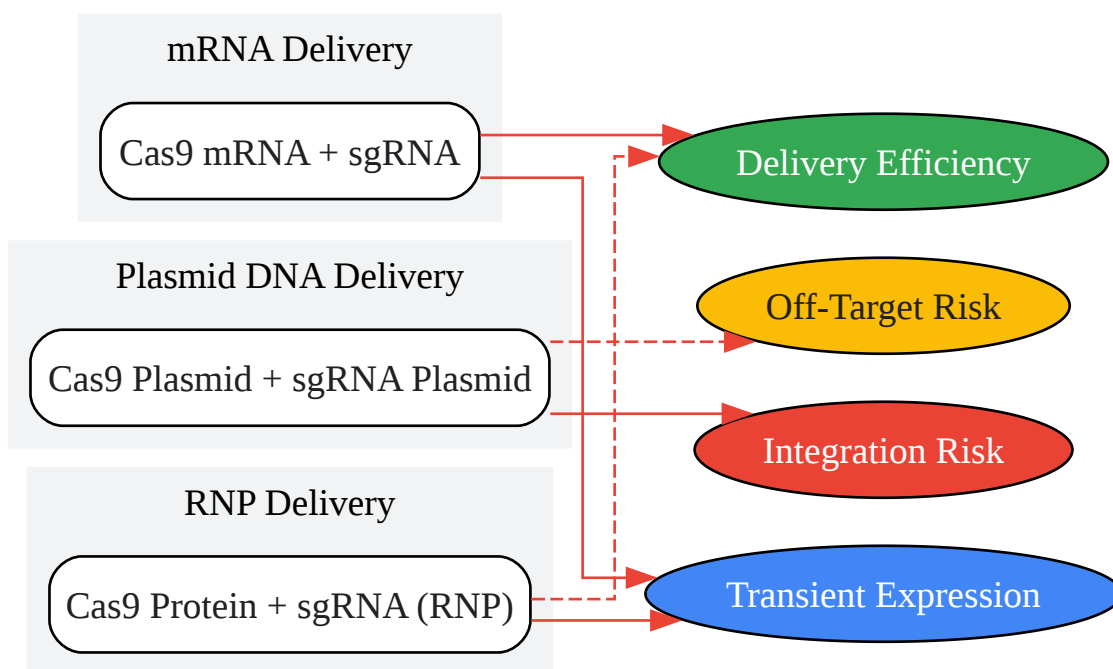 mRNA Delivery
Cas9 mRNA + sgRNA
Delivery Efficiency
Plasmid DNA Delivery
Off-Target Risk
Cas9 Plasmid + sgRNA Plasmid
Integration Risk
RNP Delivery
Cas9 Protein + sgRNA (RNP)
Transient Expression